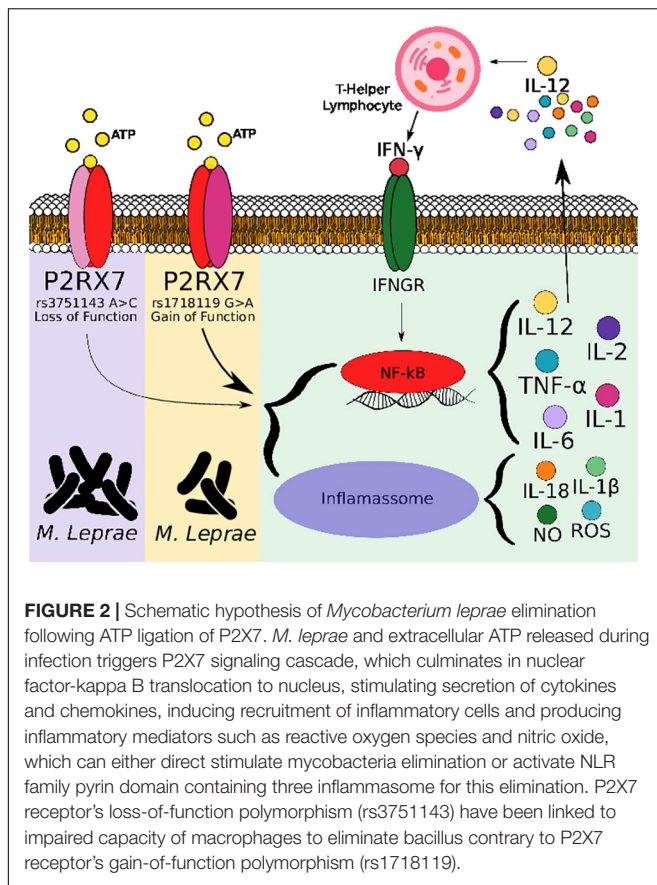 IL-12
T-Helper
Lymphocyte
ATP
ATP
IFN-γ
P2RX7
rs3751143 A>C
Loss of Function
P2RX7
rs1718119 G>A
Gain of Function
IFNGR
NF-kB
IL-12
IL-2
TNF-α
IL-1
IL-6
Inflamassome
IL-18
IL-1β
NO
ROS
M. Leprae
M. Leprae
FIGURE 2 | Schematic hypothesis of Mycobacterium leprae elimination
following ATP ligation of P2X7. M. leprae and extracellular ATP released during
infection triggers P2X7 signaling cascade, which culminates in nuclear
factor-kappa B translocation to nucleus, stimulating secretion of cytokines
and chemokines, inducing recruitment of inflammatory cells and producing
inflammatory mediators such as reactive oxygen species and nitric oxide,
which can either direct stimulate mycobacteria elimination or activate NLR
family pyrin domain containing three inflammasome for this elimination. P2X7
receptor's loss-of-function polymorphism (rs3751143) have been linked to
impaired capacity of macrophages to eliminate bacillus contrary to P2X7
receptor's gain-of-function polymorphism (rs1718119).